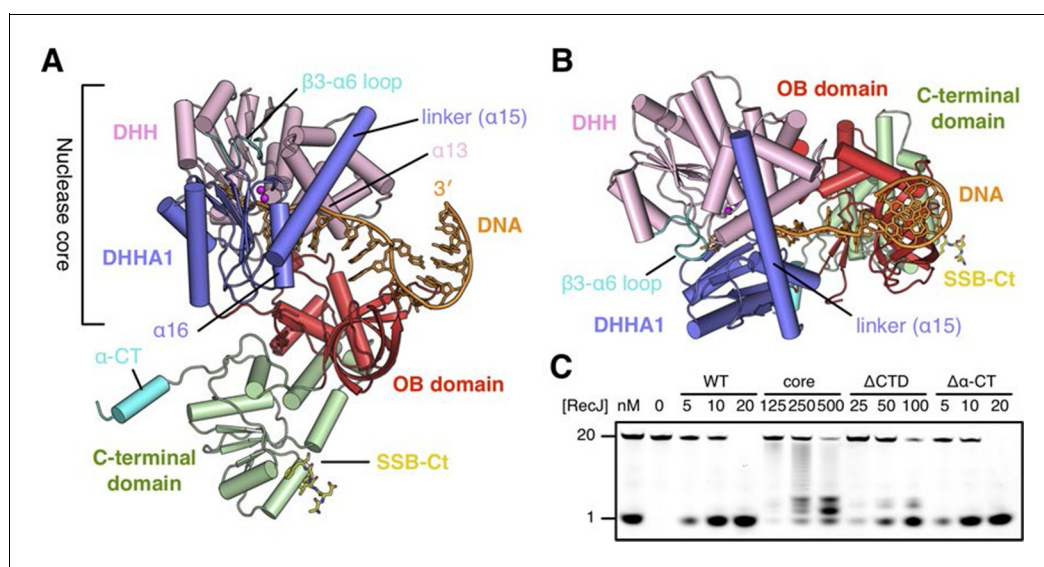 A
β3-α6 loop
linker (α15)
α13
DHH
3′
DNA
Nuclease core
DHHA1
α16
α-CT
OB domain
C-terminal
domain
SSB-Ct
B
OB domain
C-terminal
domain
DHH
DNA
β3-α6 loop
SSB-Ct
DHHA1
linker (α15)
C
WT core ΔCTD Δα-CT
[RecJ] nM 0 5 10 20 125 250 500 25 50 100 5 10 20
20
1